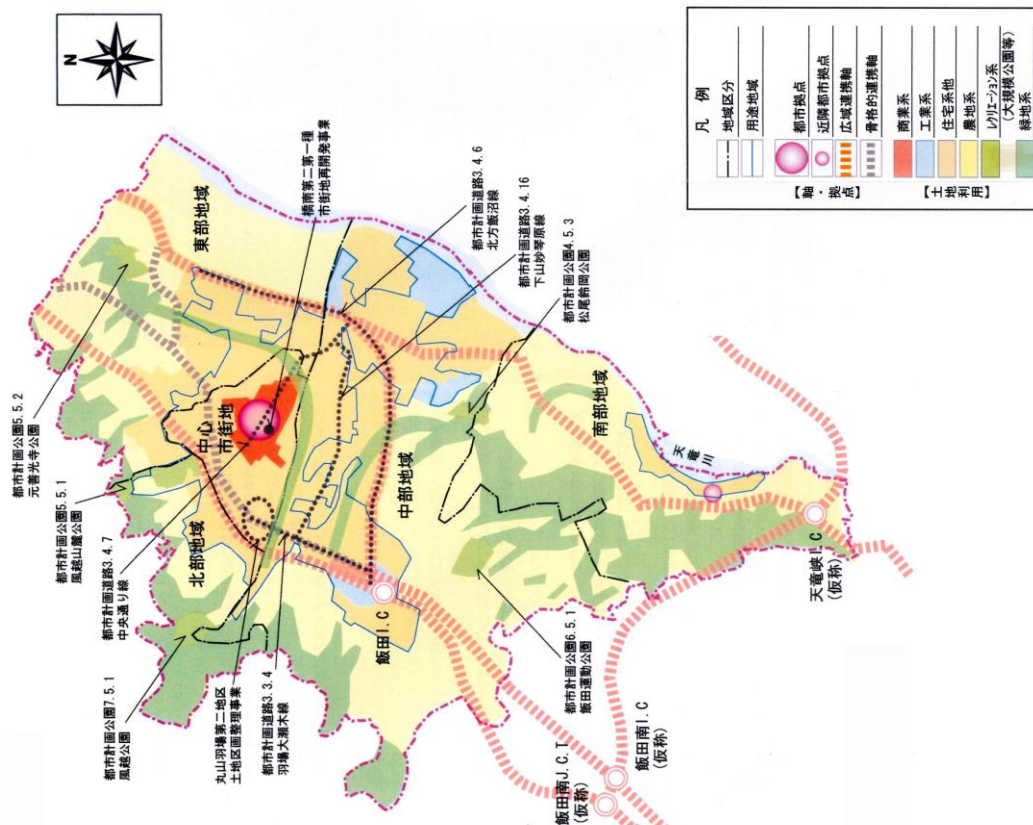 N
凡 例
地域区分
用途地域
【軸・拠点】
都市拠点
近隣都市拠点
広域連携軸
骨格的連携軸
【土地利用】
商業系
工業系
住宅系他
農地系
レクリエーション系
(大規模公園等)
緑地系
都市計画公園5.5.2
元善光寺公園
都市計画公園5.5.1
風越山麓公園
都市計画道路3.4.7
中央通り線
都市計画公園7.5.1
風越公園
丸山羽場第二地区
土地区画整理事業
都市計画道路3.3.4
羽場大瀬木線
橋南第二第一種
市街地再開発事業
都市計画道路3.4.6
北方飯沼線
都市計画道路3.4.16
下山妙琴原線
都市計画公園4.5.3
松尾鈴岡公園
都市計画公園6.5.1
飯田運動公園
東部地域
中心
市街地
北部地域
中部地域
南部地域
天竜川
飯田I.C
天竜峡I.C
(仮称)
飯田南I.C
(仮称)
飯田南J.C.T
(仮称)